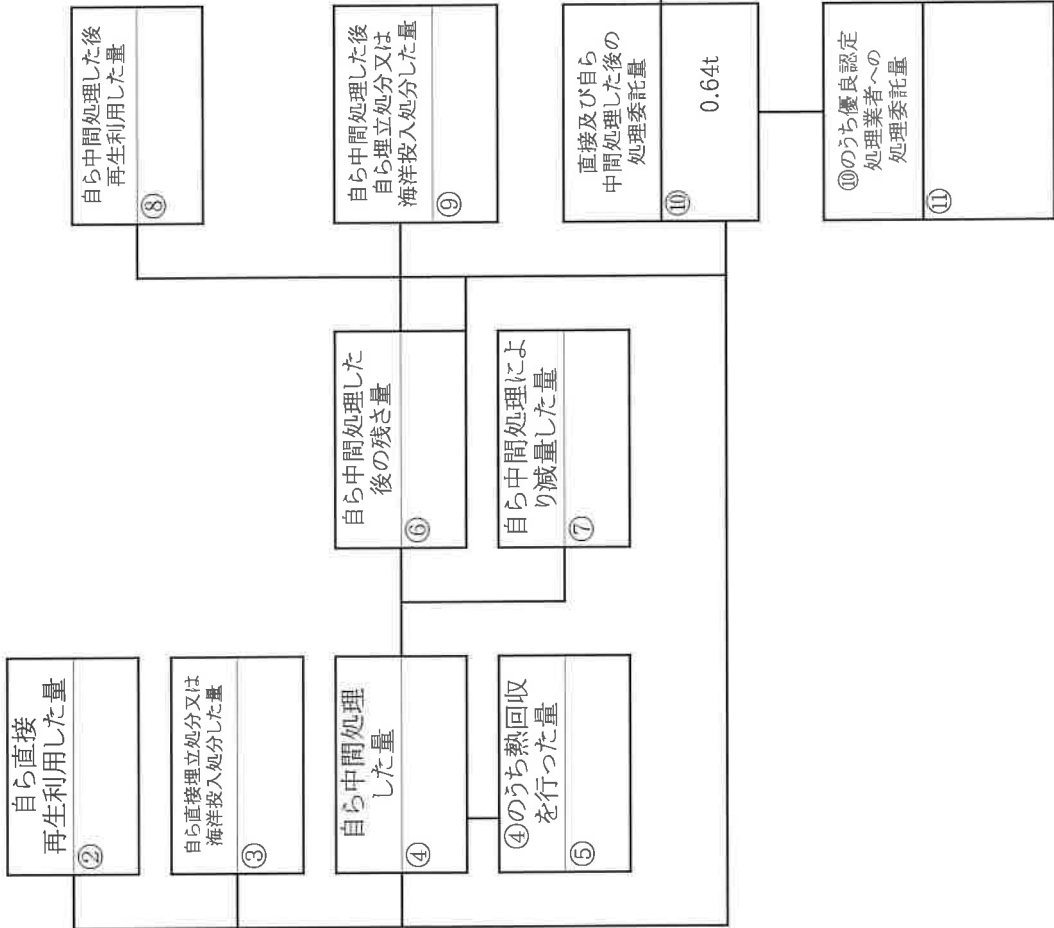 自ら直接
再生利用した量
②
自ら直接埋立処分又は
海洋投入処分した量
③
自ら中間処理
した量
④
④のうち熱回収
を行った量
⑤
自ら中間処理した
後の残さ量
⑥
自ら中間処理によ
り減量した量
⑦
自ら中間処理した後
再生利用した量
⑧
自ら中間処理した後
自ら埋立処分又は
海洋投入処分した量
⑨
直接及び自ら
中間処理した後の
処理委託量
⑩
0.64t
⑩のうち優良認定
処理業者への
処理委託量
⑪